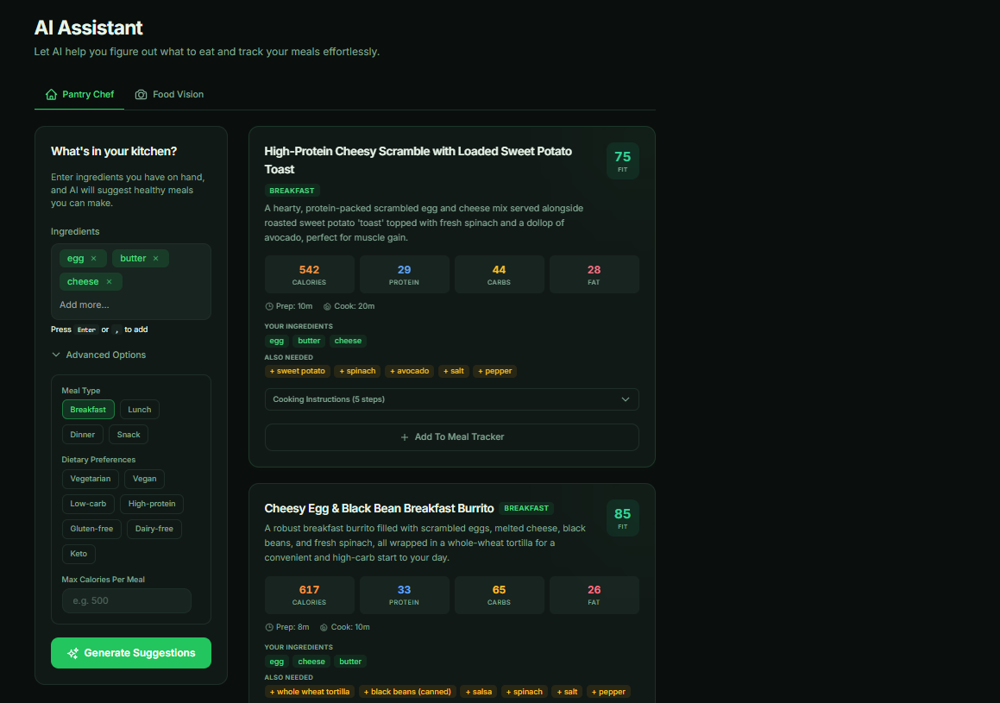 AI Assistant
Let AI help you figure out what to eat and track your meals effortlessly.
Pantry Chef
Food Vision
What's in your kitchen?
Enter ingredients you have on hand,
and AI will suggest healthy meals
you can make.
Ingredients
egg ×
butter ×
cheese ×
Add more...
Press Enter or , to add
Advanced Options
Meal Type
Breakfast
Lunch
Dinner
Snack
Dietary Preferences
Vegetarian
Vegan
Low-carb
High-protein
Gluten-free
Dairy-free
Keto
Max Calories Per Meal
e.g. 500
Generate Suggestions
High-Protein Cheesy Scramble with Loaded Sweet Potato
Toast
75
FIT
BREAKFAST
A hearty, protein-packed scrambled egg and cheese mix served alongside
roasted sweet potato 'toast' topped with fresh spinach and a dollop of
avocado, perfect for muscle gain.
542
CALORIES
29
PROTEIN
44
CARBS
28
FAT
Prep: 10m
Cook: 20m
YOUR INGREDIENTS
egg
butter
cheese
ALSO NEEDED
+ sweet potato
+ spinach
+ avocado
+ salt
+ pepper
Cooking Instructions (5 steps)
+ Add To Meal Tracker
Cheesy Egg & Black Bean Breakfast Burrito
BREAKFAST
85
FIT
A robust breakfast burrito filled with scrambled eggs, melted cheese, black
beans, and fresh spinach, all wrapped in a whole-wheat tortilla for a
convenient and high-carb start to your day.
617
CALORIES
33
PROTEIN
65
CARBS
26
FAT
Prep: 8m
Cook: 10m
YOUR INGREDIENTS
egg
cheese
butter
ALSO NEEDED
+ whole wheat tortilla
+ black beans (canned)
+ salsa
+ spinach
+ salt
+ pepper